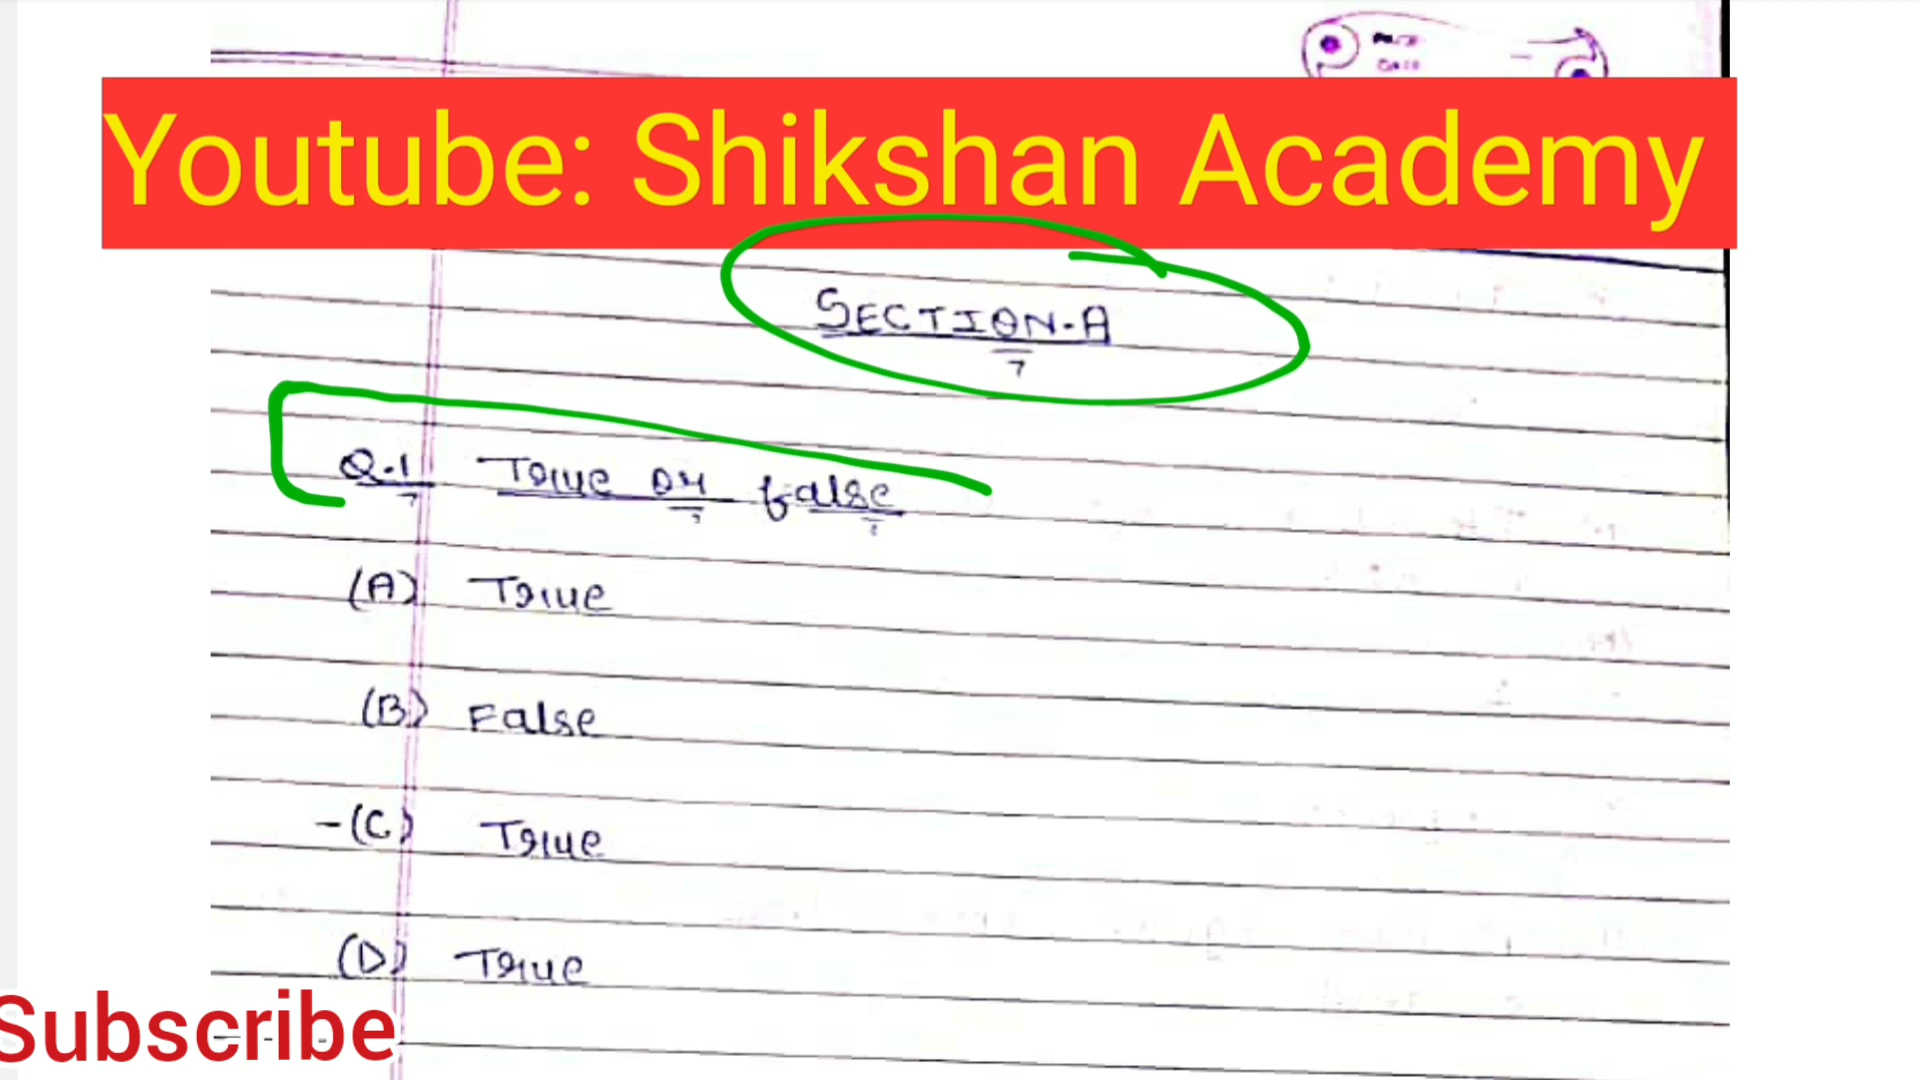 Youtube: Shikshan Academy
SECTION-A
Q.1 True or false
(A) True
(B) False
-(C) True
(D) True
Subscribe